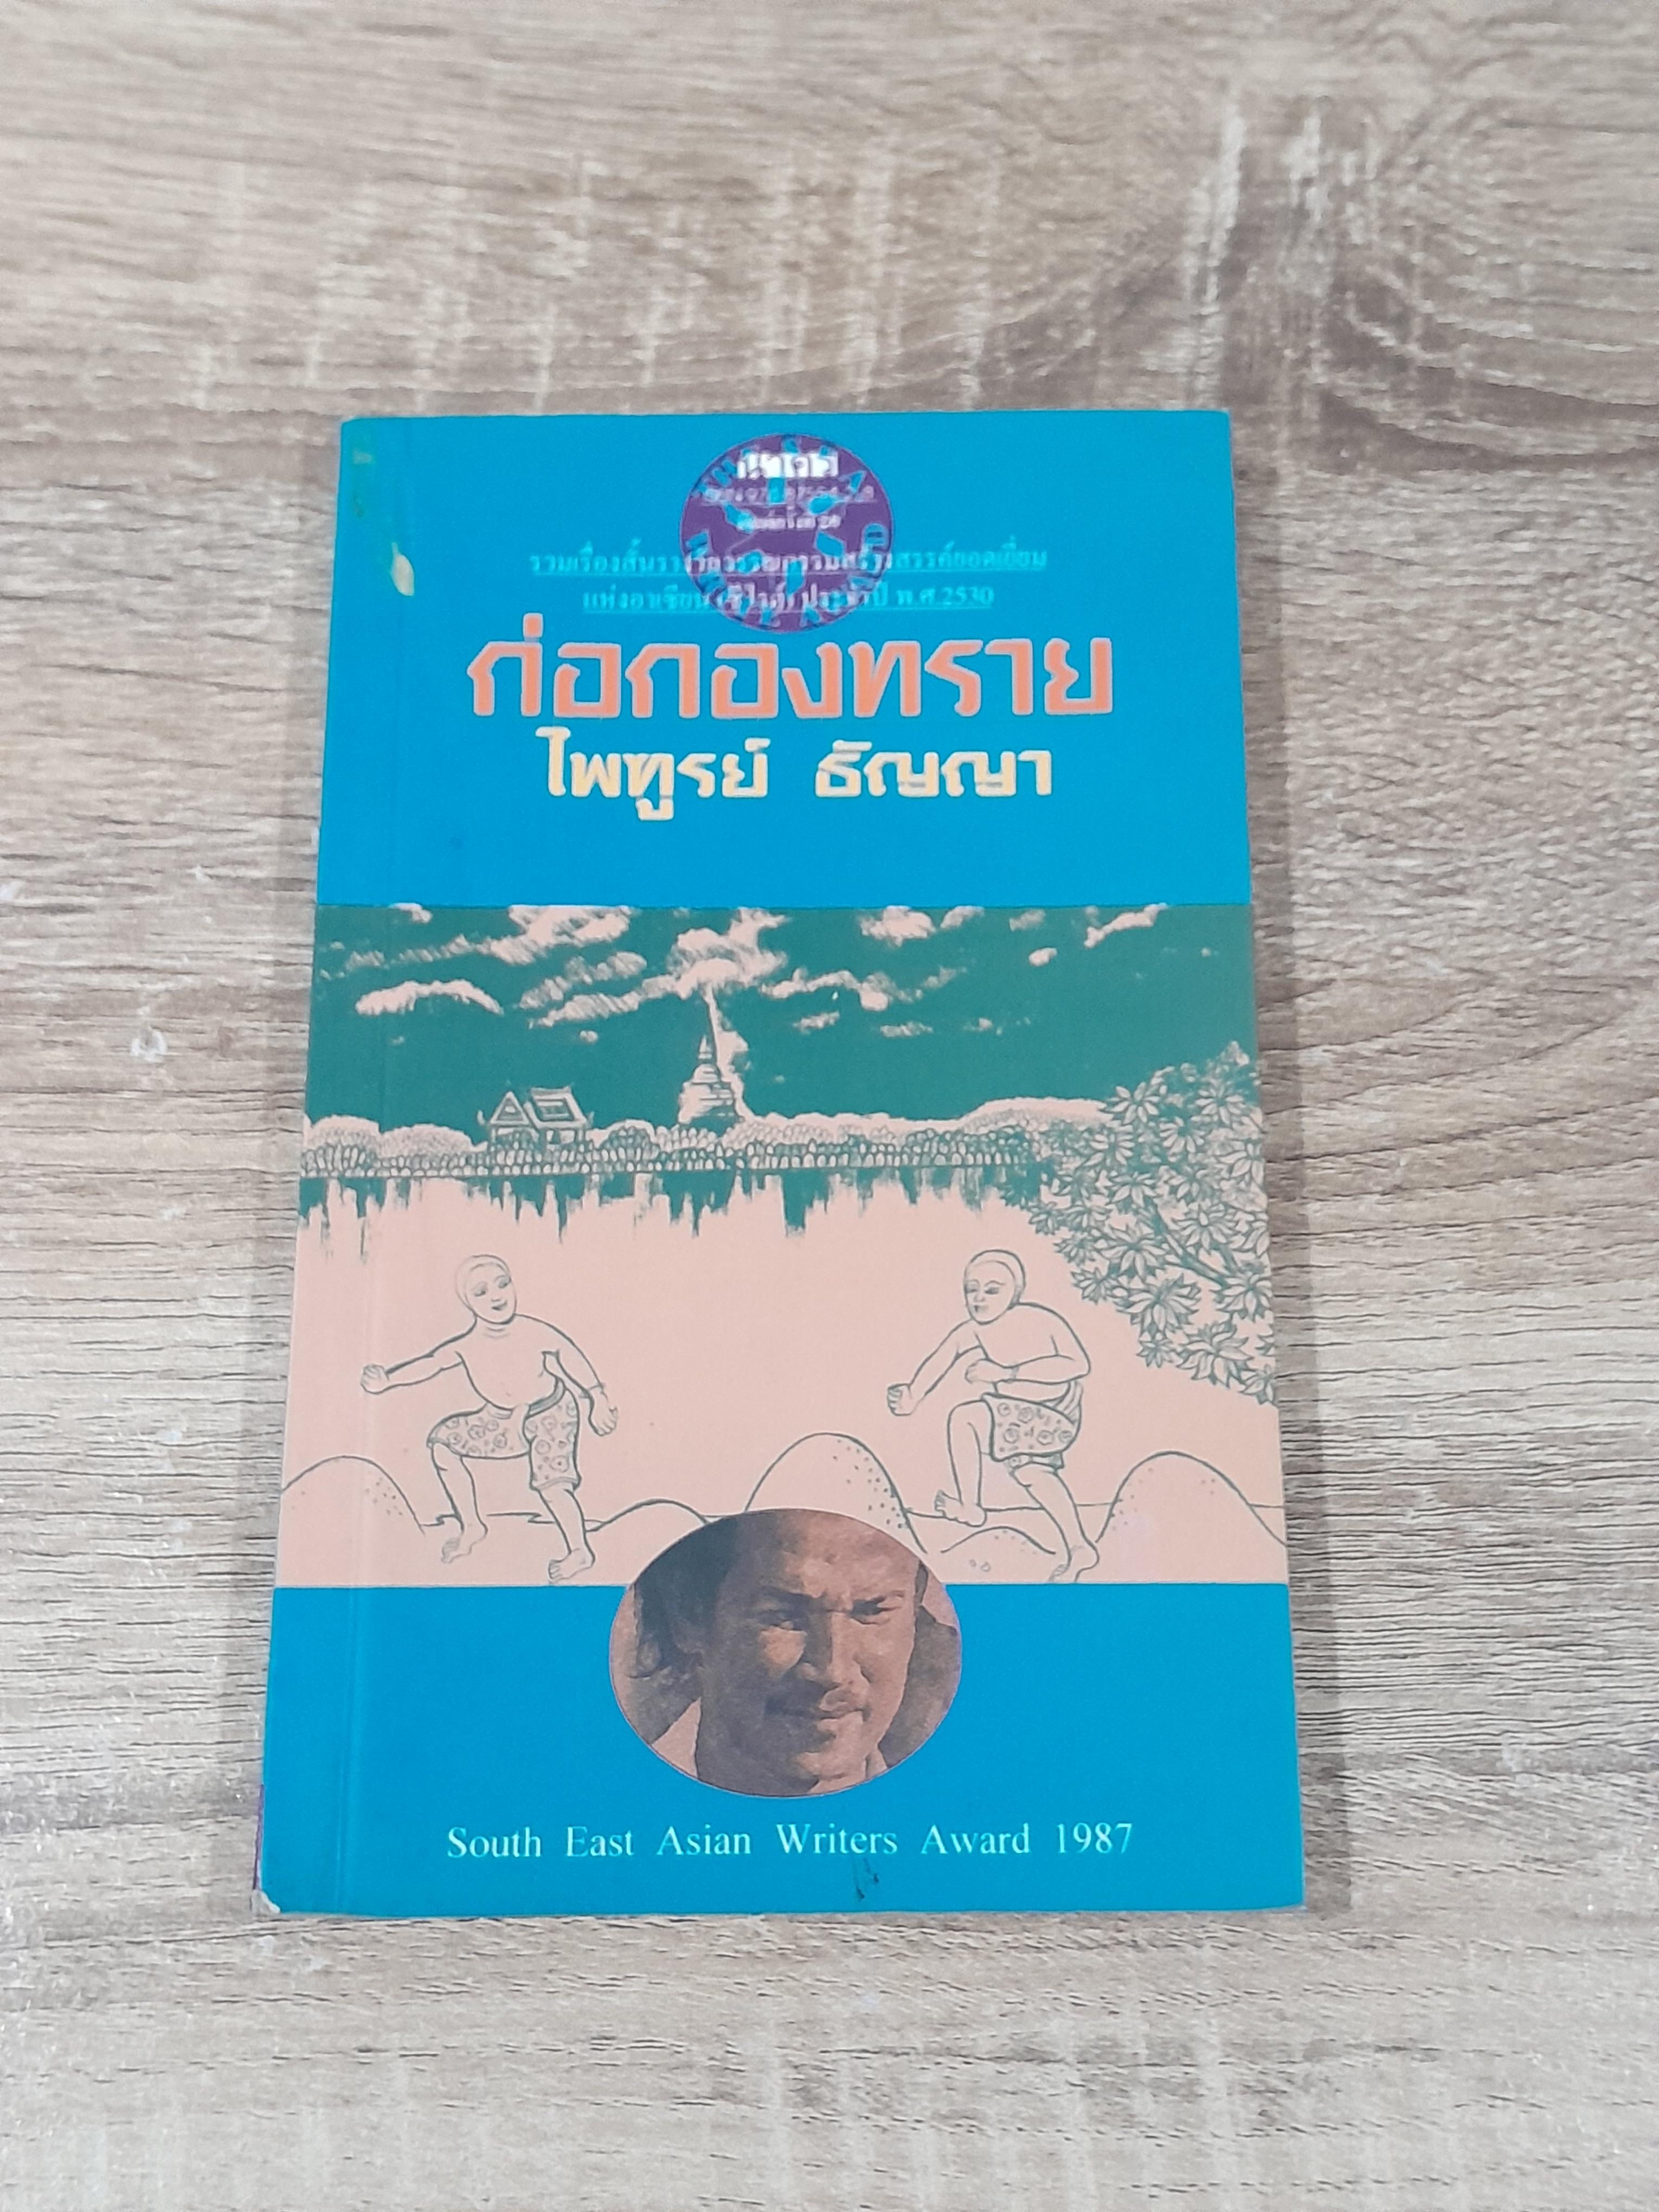 รวมเรื่องสั้นรางวัลวรรณกรรมสร้างสรรค์ยอดเยี่ยม
แห่งอาเซียน (ซีไรต์) ประจำปี พ.ศ.2530
ก่อกองทราย
ไพฑูรย์ ธัญญา
South East Asian Writers Award 1987